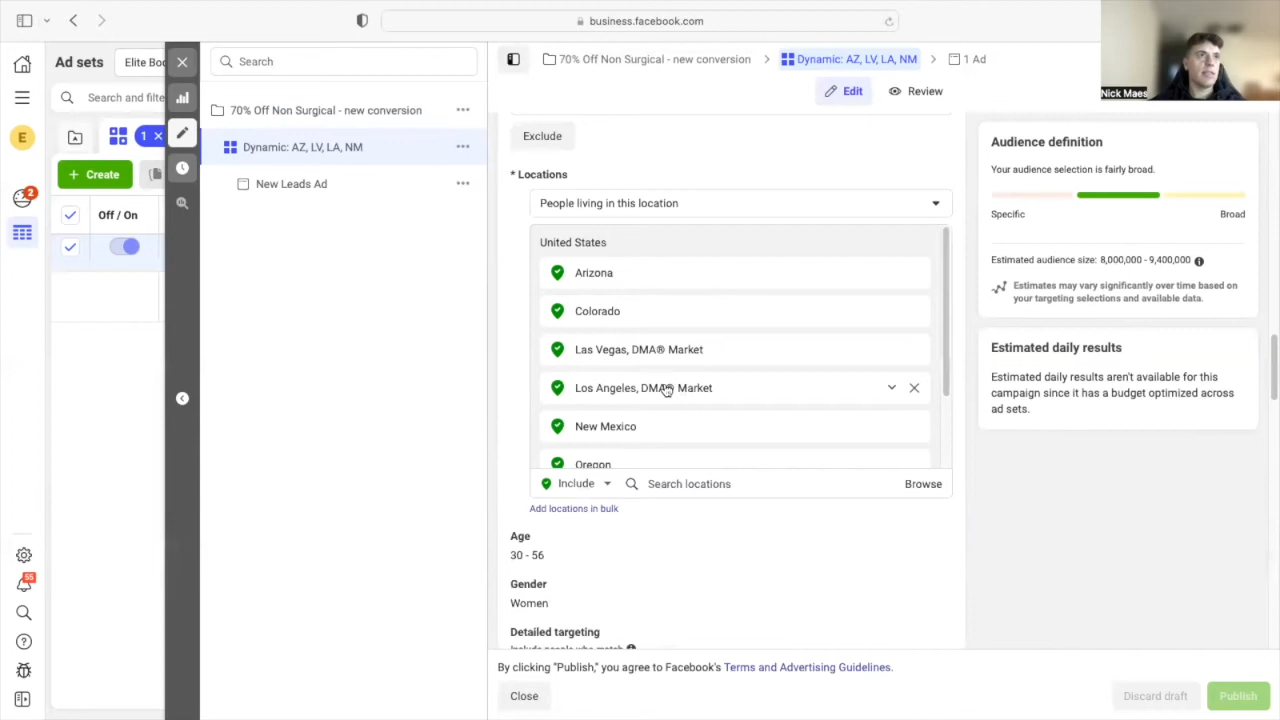 business.facebook.com
Nick Maes
Ad sets
Elite Boo
Search and filte
1
Create
Off / On
E
2
55
Search
70% Off Non Surgical - new conversion
Dynamic: AZ, LV, LA, NM
New Leads Ad
70% Off Non Surgical - new conversion
Dynamic: AZ, LV, LA, NM
1 Ad
Edit
Review
Exclude
* Locations
People living in this location
United States
Arizona
Colorado
Las Vegas, DMA® Market
Los Angeles, DMA® Market
New Mexico
Oregon
Include
Search locations
Browse
Add locations in bulk
Age
30 - 56
Gender
Women
Detailed targeting
Include people who match
Audience definition
Your audience selection is fairly broad.
Specific
Broad
Estimated audience size: 8,000,000 - 9,400,000
Estimates may vary significantly over time based on
your targeting selections and available data.
Estimated daily results
Estimated daily results aren't available for this
campaign since it has a budget optimized across
ad sets.
By clicking "Publish," you agree to Facebook's Terms and Advertising Guidelines.
Close
Discard draft
Publish